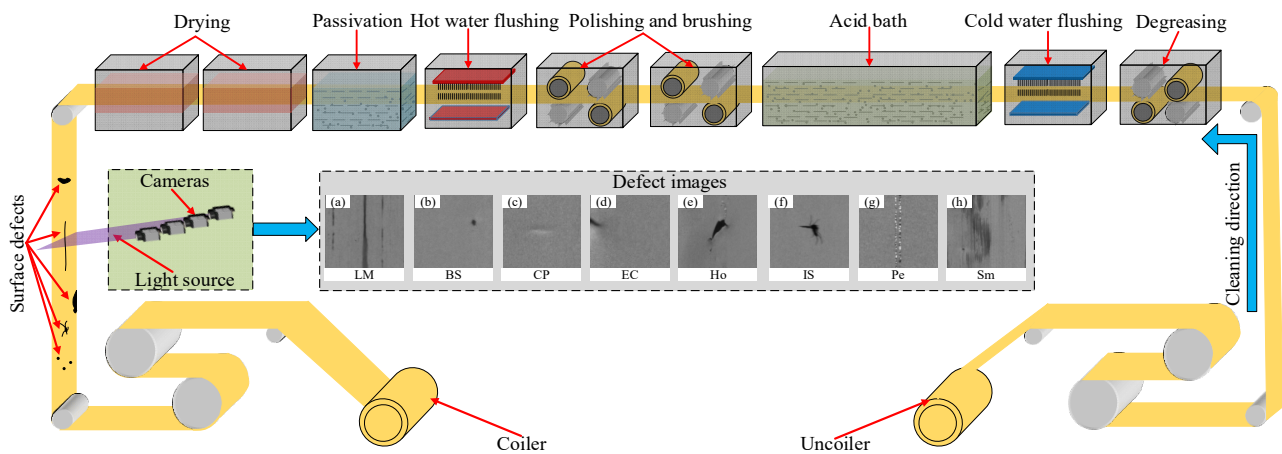 Drying
Passivation
Hot water flushing
Polishing and brushing
Acid bath
Cold water flushing
Degreasing
Surface defects
Cameras
Light source
Defect images
(a)
(b)
(c)
(d)
(e)
(f)
(g)
(h)
LM
BS
CP
EC
Ho
IS
Pe
Sm
Cleaning direction
Coiler
Uncoiler